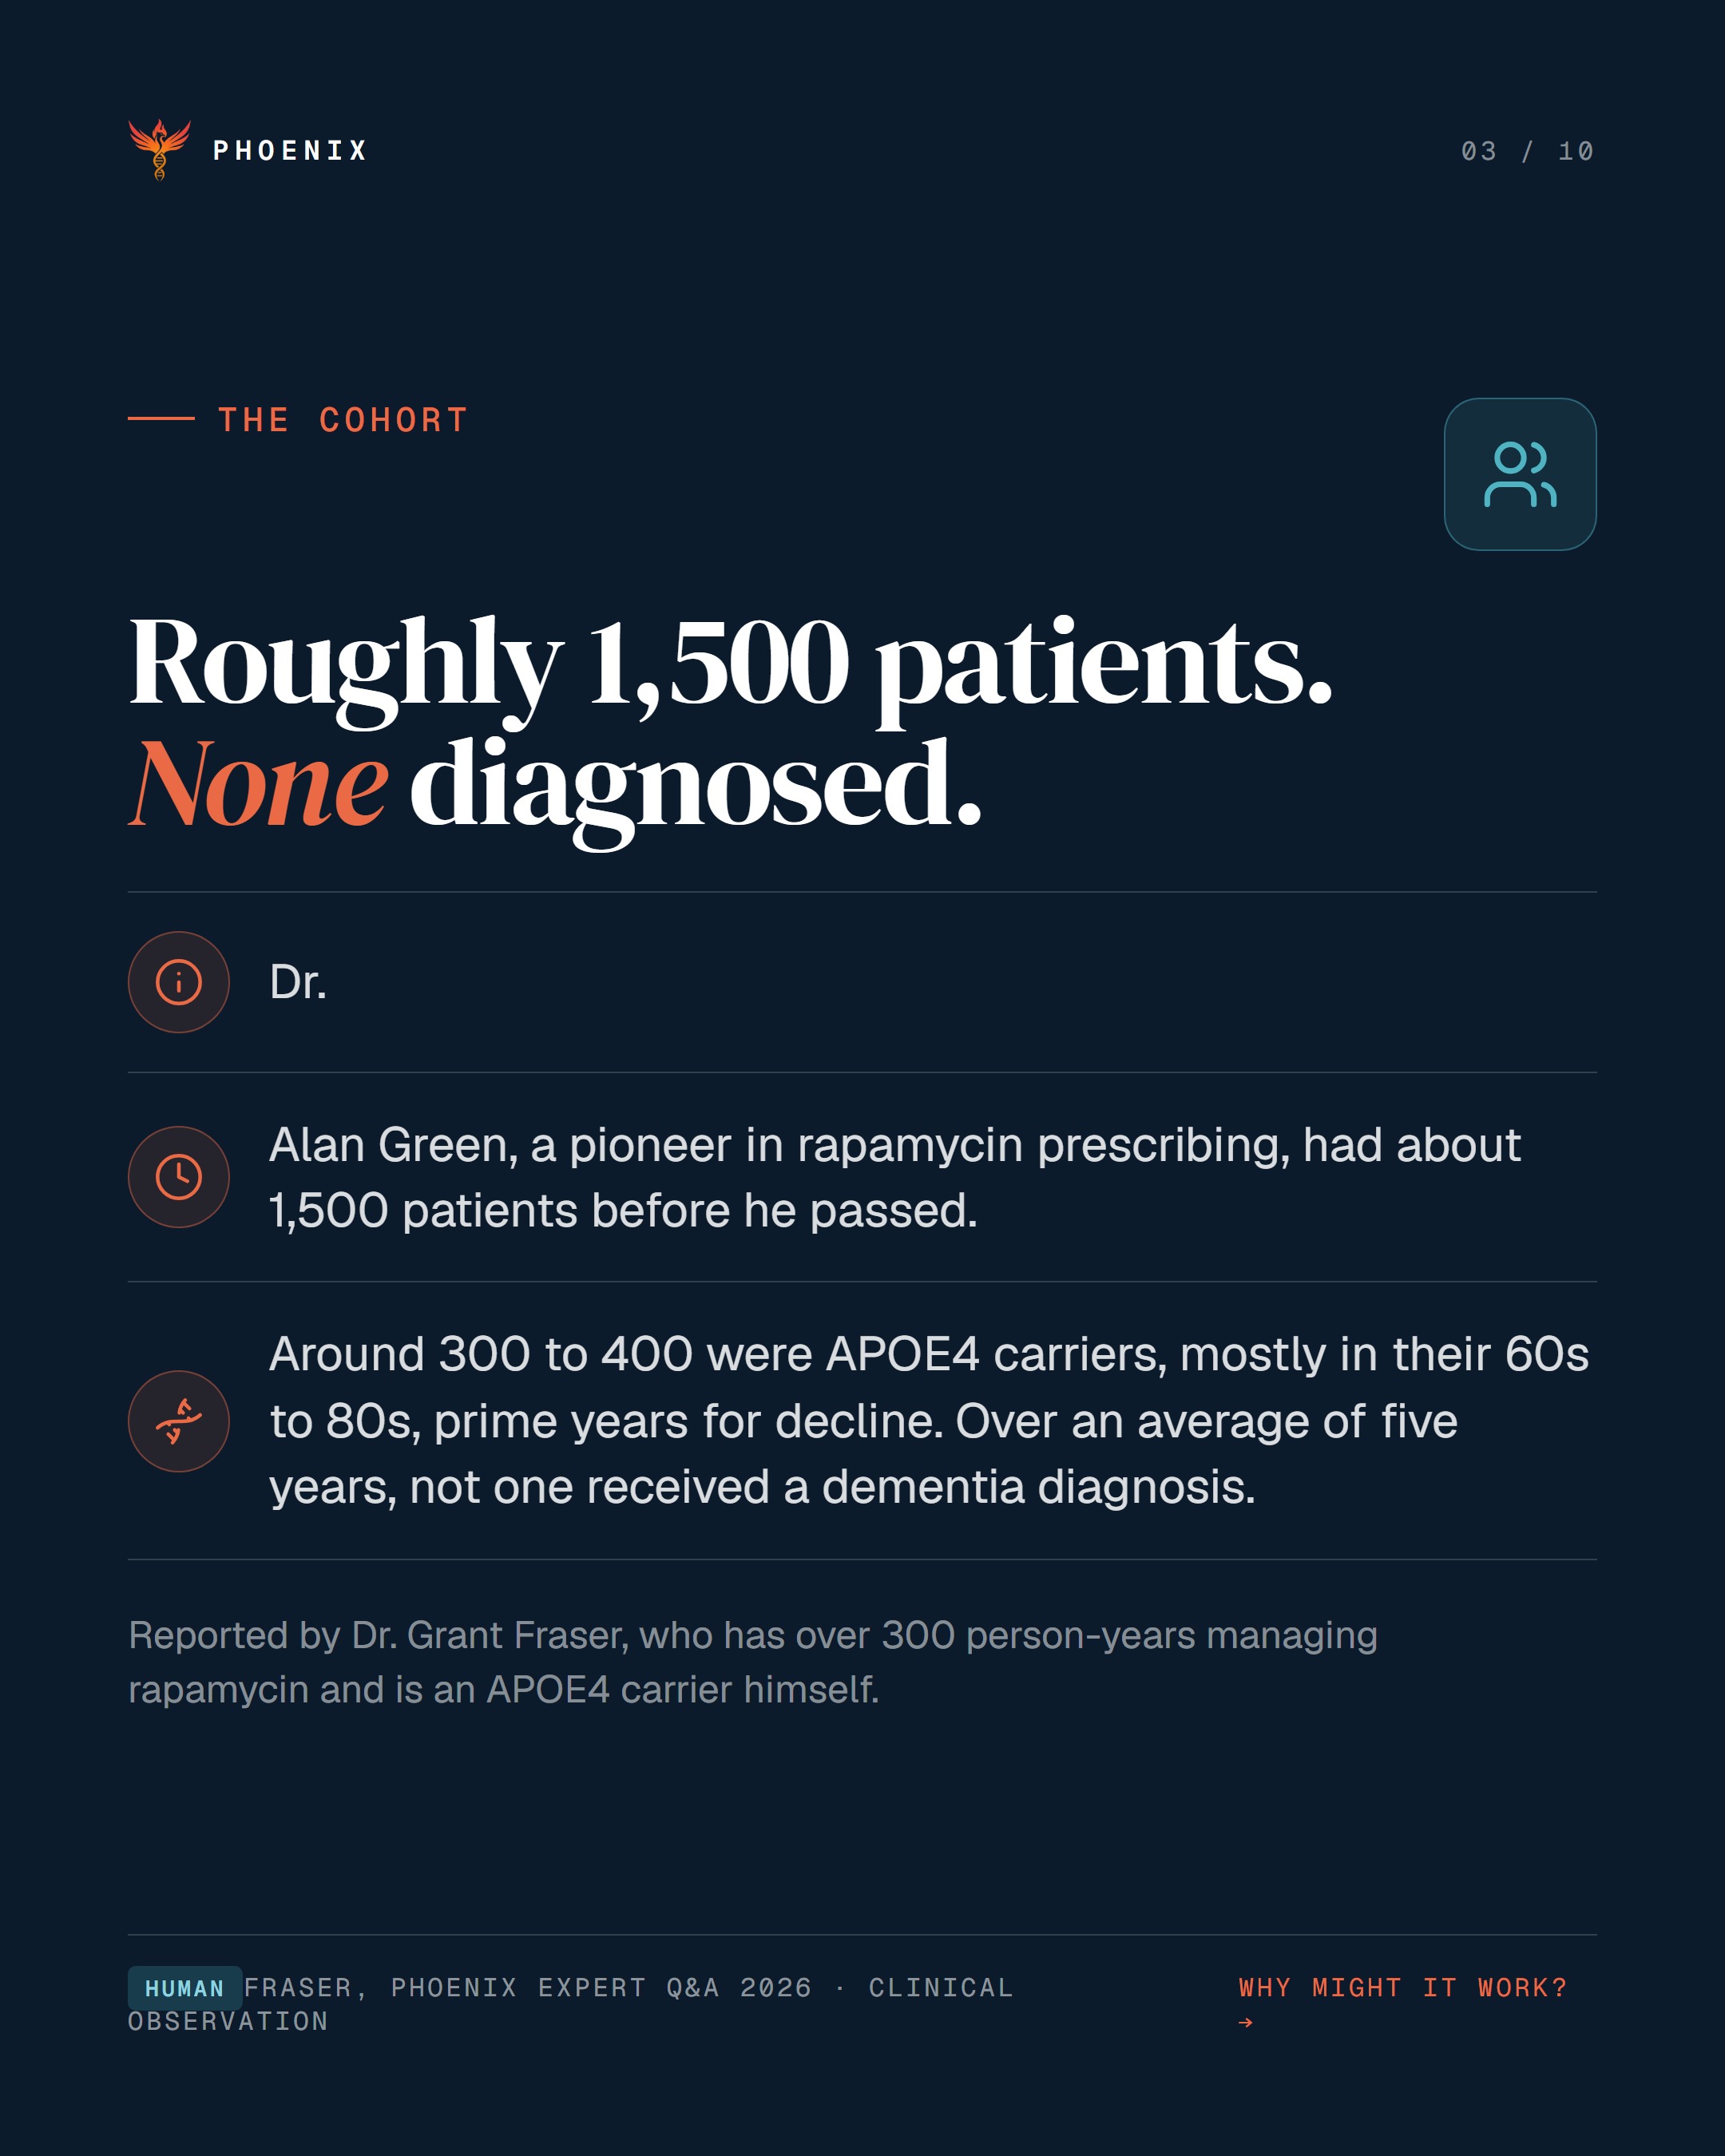 PHOENIX
03 / 10
THE COHORT
Roughly 1,500 patients.
None diagnosed.
Dr.
Alan Green, a pioneer in rapamycin prescribing, had about
1,500 patients before he passed.
Around 300 to 400 were APOE4 carriers, mostly in their 60s
to 80s, prime years for decline. Over an average of five
years, not one received a dementia diagnosis.
Reported by Dr. Grant Fraser, who has over 300 person-years managing
rapamycin and is an APOE4 carrier himself.
HUMAN FRASER, PHOENIX EXPERT Q&A 2026 · CLINICAL
OBSERVATION
WHY MIGHT IT WORK?
→